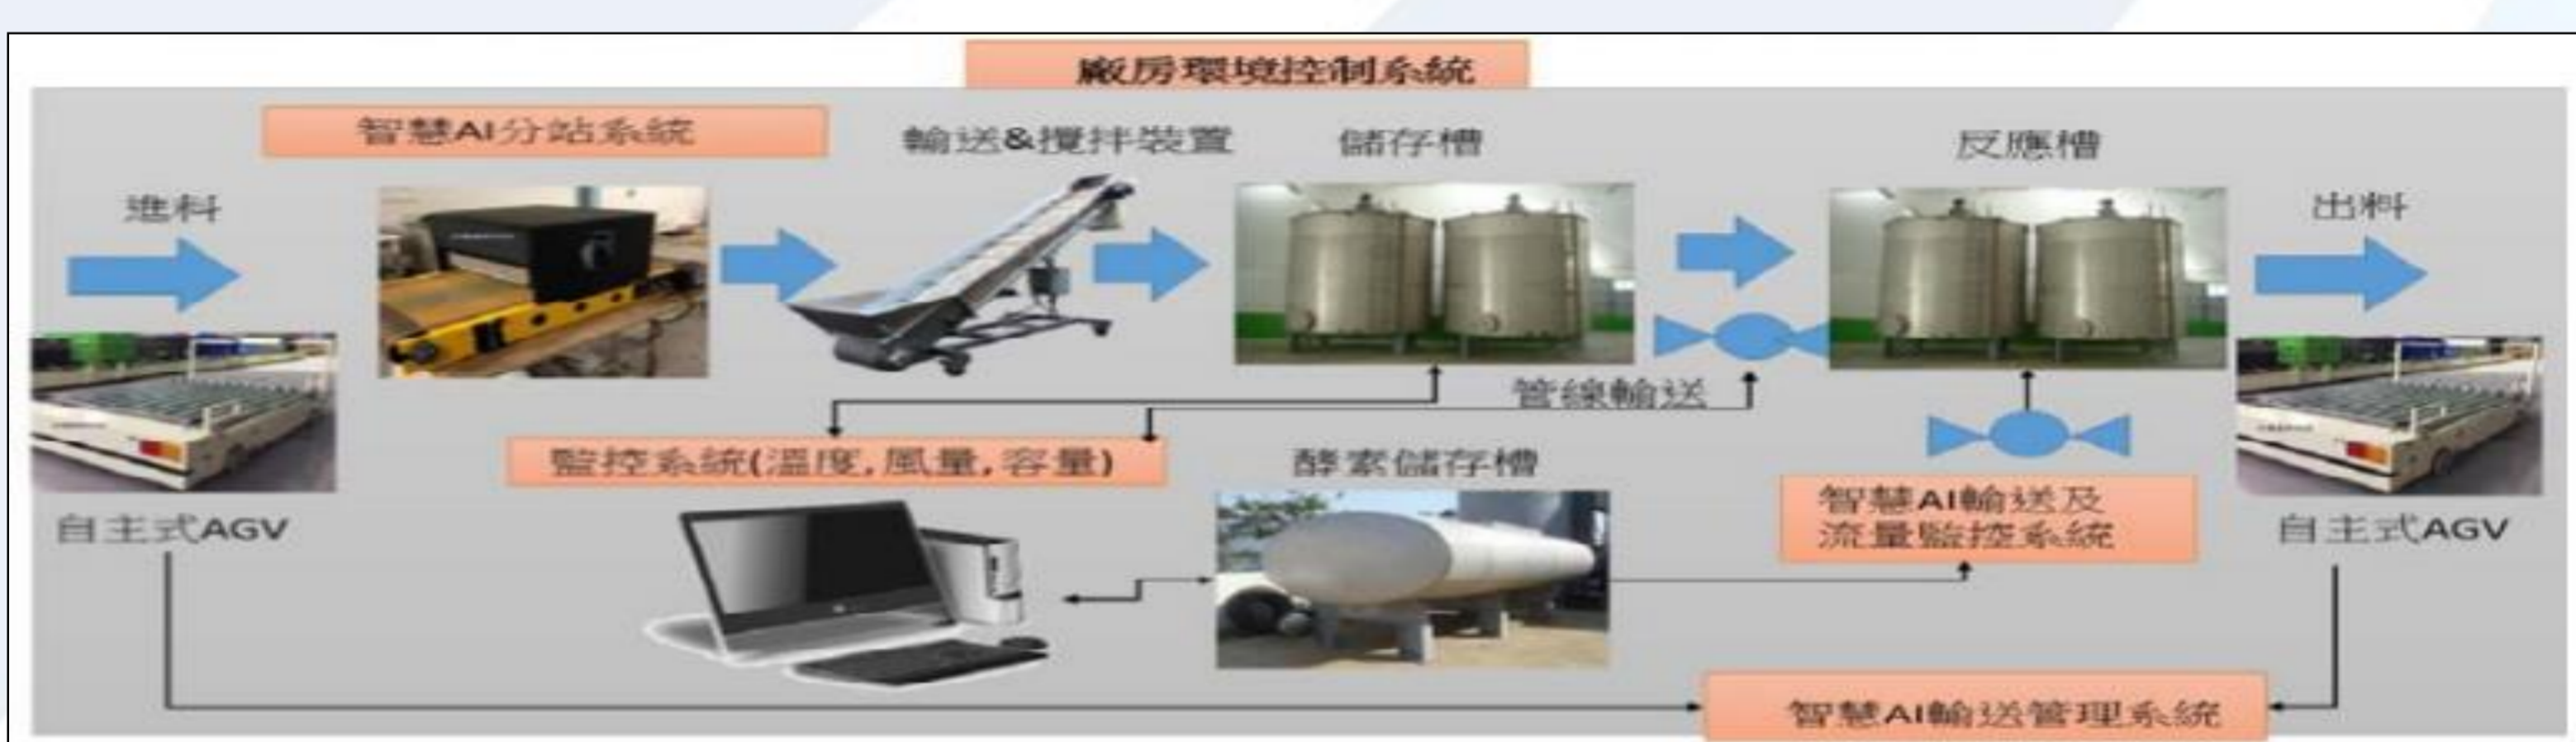 廠房環境控制系統
智慧AI分站系統
輸送&攪拌裝置
儲存槽
反應槽
進料
出料
管線輸送
監控系統(溫度,風量,容量)
酵素儲存槽
智慧AI輸送及
流量監控系統
自主式AGV
自主式AGV
智慧AI輸送管理系統